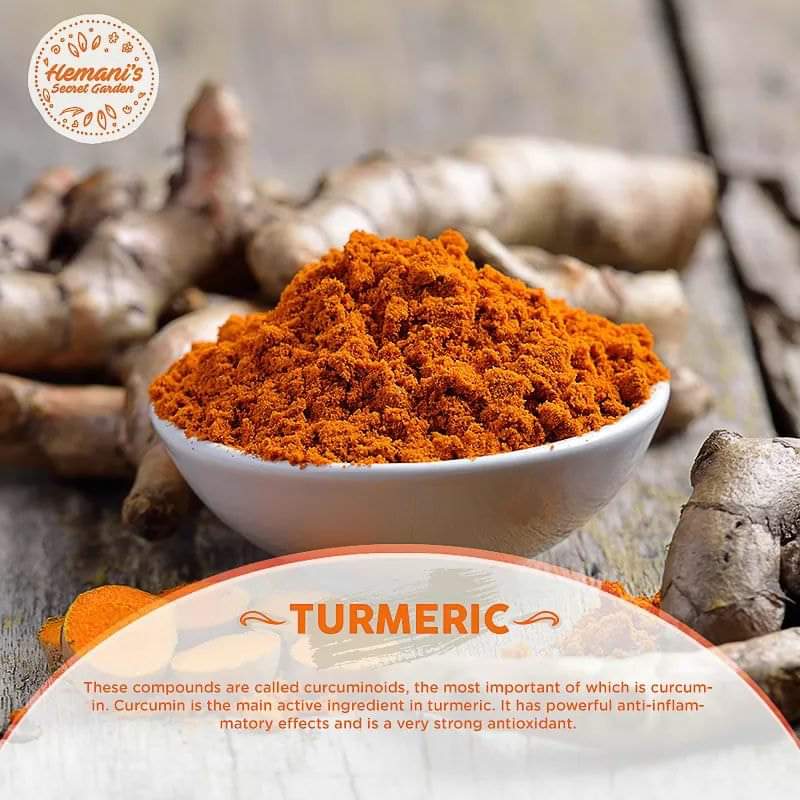 Hemani's
Secret Garden
TURMERIC
These compounds are called curcuminoids, the most important of which is curcum-
in. Curcumin is the main active ingredient in turmeric. It has powerful anti-inflam-
matory effects and is a very strong antioxidant.